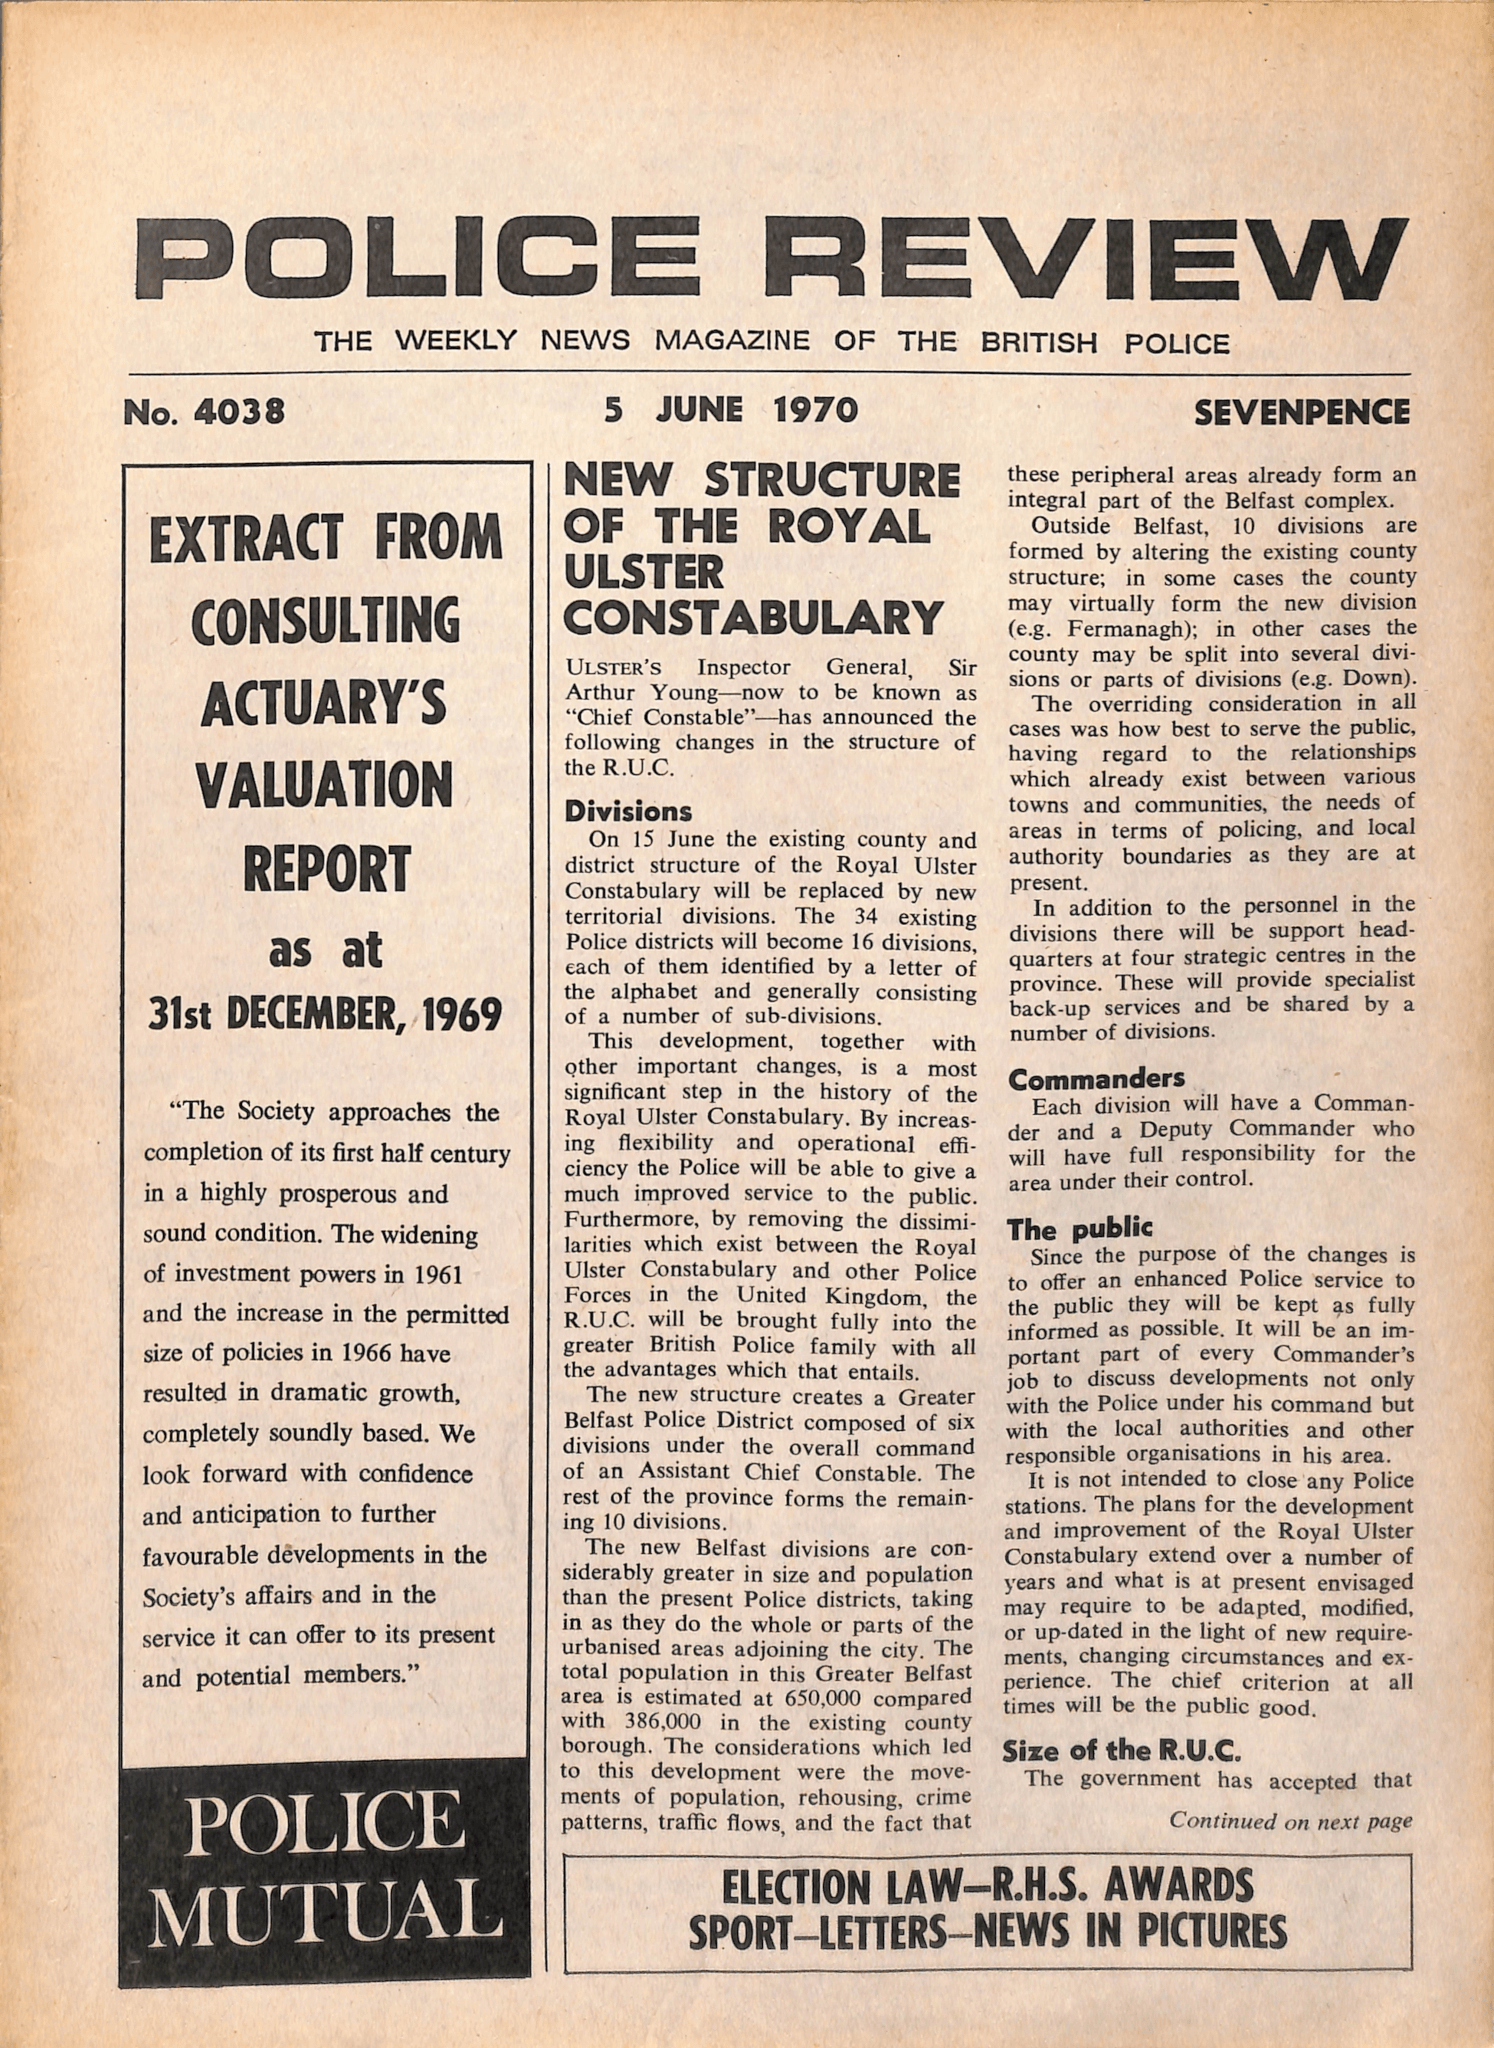 POLICE REVIEW
THE WEEKLY NEWS MAGAZINE OF THE BRITISH POLICE
No. 4038
5 JUNE 1970
SEVENPENCE
EXTRACT FROM
CONSULTING
ACTUARY'S
VALUATION
REPORT
as at
31st DECEMBER, 1969
"The Society approaches the
completion of its first half century
in a highly prosperous and
sound condition. The widening
of investment powers in 1961
and the increase in the permitted
size of policies in 1966 have
resulted in dramatic growth,
completely soundly based. We
look forward with confidence
and anticipation to further
favourable developments in the
Society's affairs and in the
service it can offer to its present
and potential members."
POLICE
MUTUAL
NEW STRUCTURE
OF THE ROYAL
ULSTER
CONSTABULARY
ULSTER'S Inspector General, Sir
Arthur Young—now to be known as
"Chief Constable"—has announced the
following changes in the structure of
the R.U.C.
Divisions
On 15 June the existing county and
district structure of the Royal Ulster
Constabulary will be replaced by new
territorial divisions. The 34 existing
Police districts will become 16 divisions,
each of them identified by a letter of
the alphabet and generally consisting
of a number of sub-divisions.
This development, together with
other important changes, is a most
significant step in the history of the
Royal Ulster Constabulary. By increas-
ing flexibility and operational effi-
ciency the Police will be able to give a
much improved service to the public.
Furthermore, by removing the dissimi-
larities which exist between the Royal
Ulster Constabulary and other Police
Forces in the United Kingdom, the
R.U.C. will be brought fully into the
greater British Police family with all
the advantages which that entails.
The new structure creates a Greater
Belfast Police District composed of six
divisions under the overall command
of an Assistant Chief Constable. The
rest of the province forms the remain-
ing 10 divisions.
The new Belfast divisions are con-
siderably greater in size and population
than the present Police districts, taking
in as they do the whole or parts of the
urbanised areas adjoining the city. The
total population in this Greater Belfast
area is estimated at 650,000 compared
with 386,000 in the existing county
borough. The considerations which led
to this development were the move-
ments of population, rehousing, crime
patterns, traffic flows, and the fact that
these peripheral areas already form an
integral part of the Belfast complex.
Outside Belfast, 10 divisions are
formed by altering the existing county
structure; in some cases the county
may virtually form the new division
(e.g. Fermanagh); in other cases the
county may be split into several divi-
sions or parts of divisions (e.g. Down).
The overriding consideration in all
cases was how best to serve the public,
having regard to the relationships
which already exist between various
towns and communities, the needs of
areas in terms of policing, and local
authority boundaries as they are at
present.
In addition to the personnel in the
divisions there will be support head-
quarters at four strategic centres in the
province. These will provide specialist
back-up services and be shared by a
number of divisions.
Commanders
Each division will have a Comman-
der and a Deputy Commander who
will have full responsibility for the
area under their control.
The public
Since the purpose of the changes is
to offer an enhanced Police service to
the public they will be kept as fully
informed as possible. It will be an im-
portant part of every Commander's
job to discuss developments not only
with the Police under his command but
with the local authorities and other
responsible organisations in his area.
It is not intended to close any Police
stations. The plans for the development
and improvement of the Royal Ulster
Constabulary extend over a number of
years and what is at present envisaged
may require to be adapted, modified,
or up-dated in the light of new require-
ments, changing circumstances and ex-
perience. The chief criterion at all
times will be the public good.
Size of the R.U.C.
The government has accepted that
Continued on next page
ELECTION LAW—R.H.S. AWARDS
SPORT—LETTERS—NEWS IN PICTURES